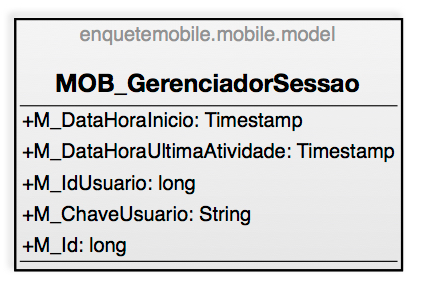 enquetemobile.mobile.model
MOB_GerenciadorSessao
+M_DataHoraInicio: Timestamp
+M_DataHoraUltimaAtividade: Timestamp
+M_IdUsuario: long
+M_ChaveUsuario: String
+M_Id: long